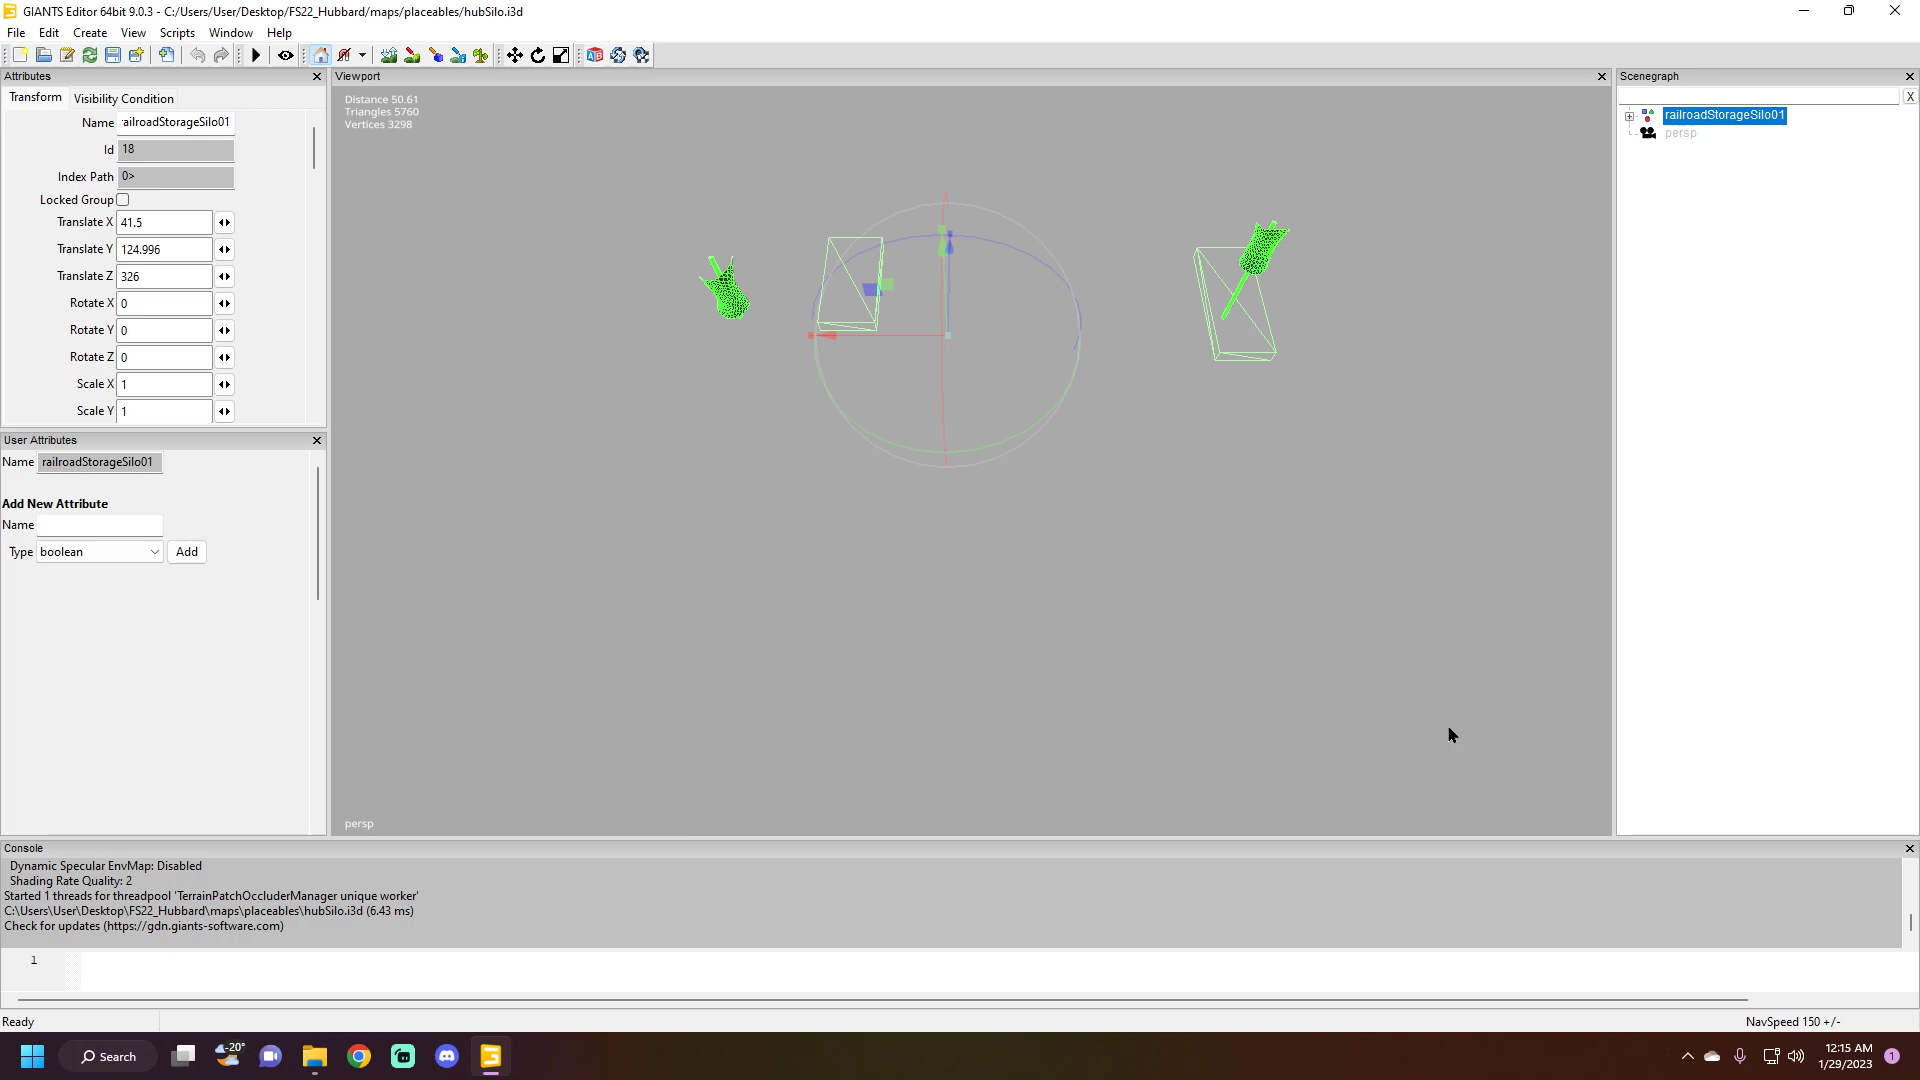 GIANTS Editor 64bit 9.0.3 - C:/Users/User/Desktop/FS22_Hubbard/maps/placeables/hubSilo.i3d
File Edit Create View Scripts Window Help
Attributes
Transform Visibility Condition
Name railroadStorageSilo01
Id 18
Index Path 0>
Locked Group
Translate X 41.5
Translate Y 124.996
Translate Z 326
Rotate X 0
Rotate Y 0
Rotate Z 0
Scale X 1
Scale Y 1
User Attributes
Name railroadStorageSilo01
Add New Attribute
Name
Type boolean Add
Viewport
Distance 50.61
Triangles 5760
Vertices 3298
persp
Scenegraph
X
railroadStorageSilo01
persp
Console
Dynamic Specular EnvMap: Disabled
Shading Rate Quality: 2
Started 1 threads for threadpool 'TerrainPatchOccluderManager unique worker'
C:\Users\User\Desktop\FS22_Hubbard\maps\placeables\hubSilo.i3d (6.43 ms)
Check for updates (https://gdn.giants-software.com)
1
Ready
NavSpeed 150 +/-
Search
-20°
12:15 AM
1/29/2023
1